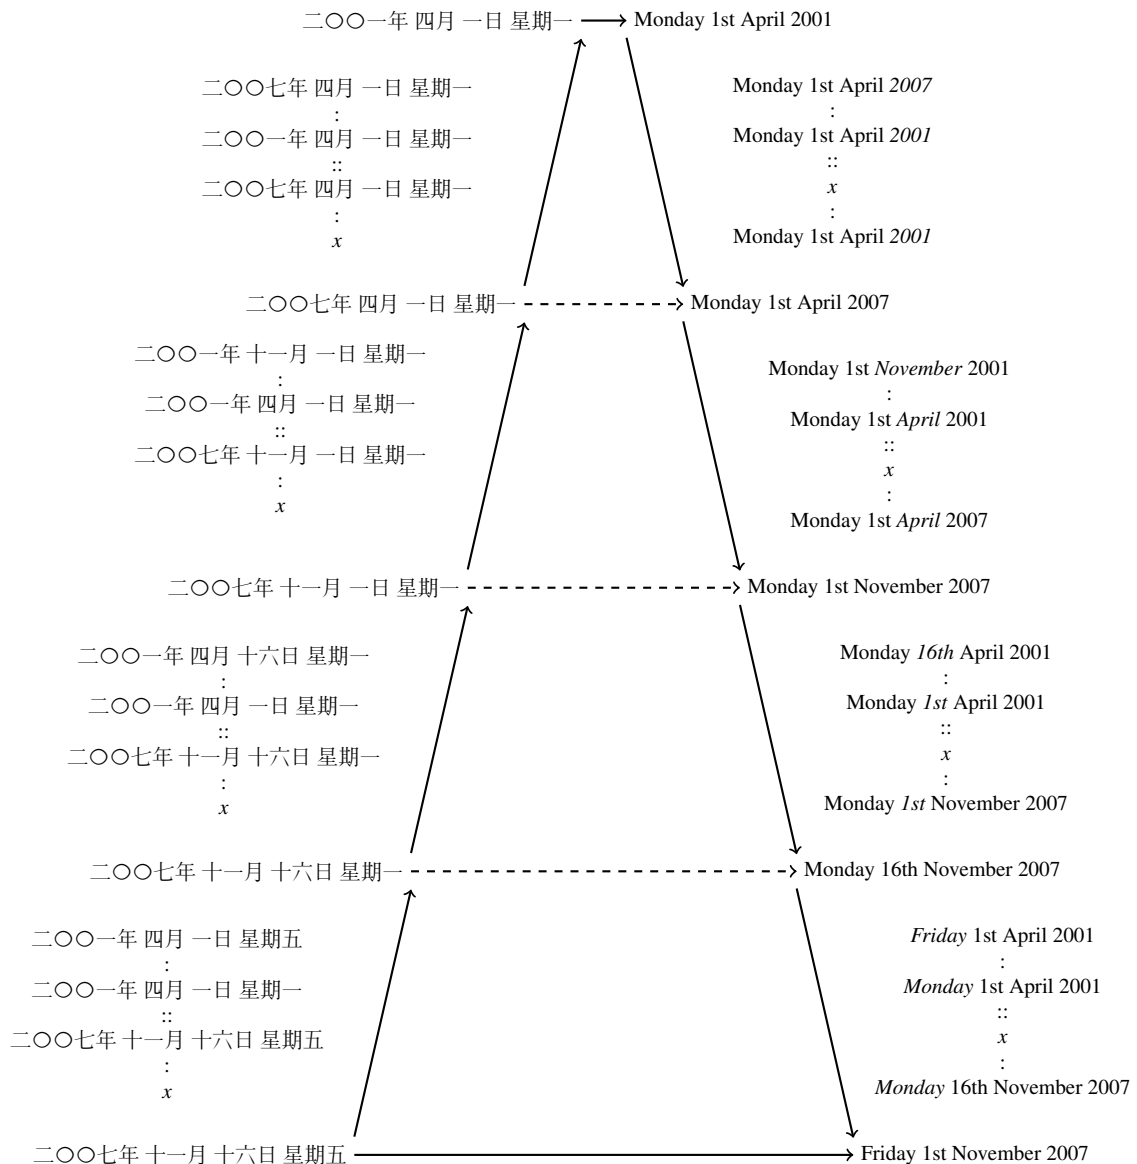 二〇〇一年 四月 一日 星期一 Monday 1st April 2001
二〇〇七年 四月 一日 星期一
:
二〇〇一年 四月 一日 星期一
::
二〇〇七年 四月 一日 星期一
:
x
Monday 1st April 2007
:
Monday 1st April 2001
::
x
:
Monday 1st April 2001
二〇〇七年 四月 一日 星期一 Monday 1st April 2007
二〇〇一年 十一月 一日 星期一
:
二〇〇一年 四月 一日 星期一
::
二〇〇七年 十一月 一日 星期一
:
x
Monday 1st November 2001
:
Monday 1st April 2001
::
x
:
Monday 1st April 2007
二〇〇七年 十一月 一日 星期一 Monday 1st November 2007
二〇〇一年 四月 十六日 星期一
:
二〇〇一年 四月 一日 星期一
::
二〇〇七年 十一月 十六日 星期一
:
x
Monday 16th April 2001
:
Monday 1st April 2001
::
x
:
Monday 1st November 2007
二〇〇七年 十一月 十六日 星期一 Monday 16th November 2007
二〇〇一年 四月 一日 星期五
:
二〇〇一年 四月 一日 星期一
::
二〇〇七年 十一月 十六日 星期五
:
x
Friday 1st April 2001
:
Monday 1st April 2001
::
x
:
Monday 16th November 2007
二〇〇七年 十一月 十六日 星期五 Friday 1st November 2007